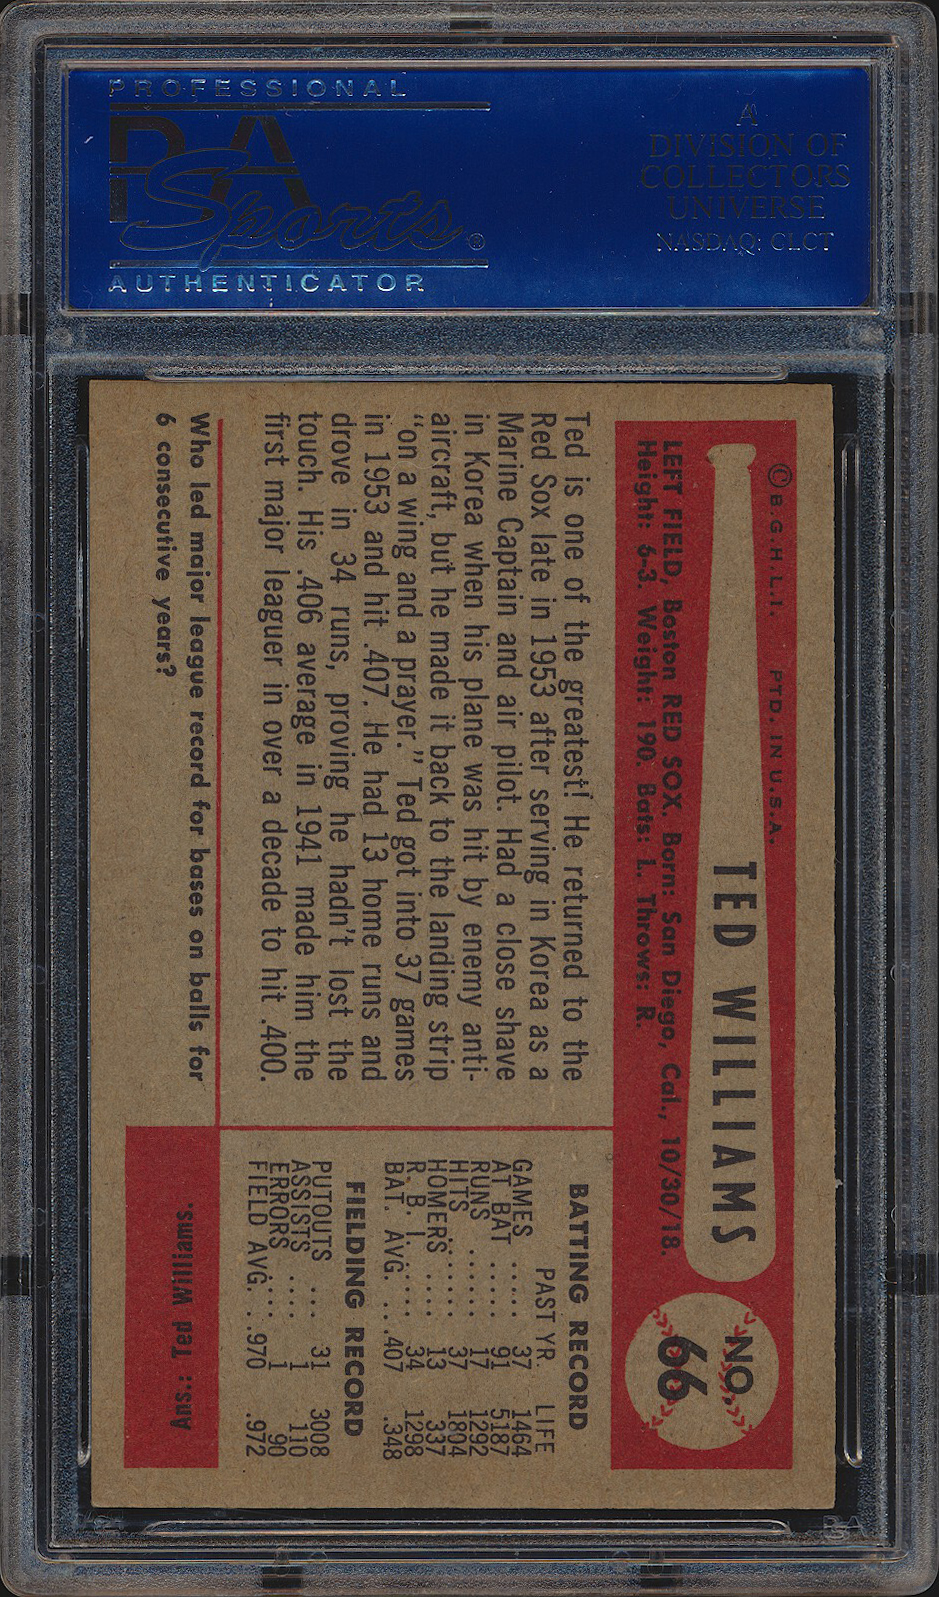 PROFESSIONAL
PSA
Sports®
AUTHENTICATOR
A
DIVISION OF
COLLECTORS
UNIVERSE
NASDAQ: CLCT
© B.G.H.L.I. PTD. IN U.S.A.
TED WILLIAMS
NO.
66
LEFT FIELD, Boston RED SOX. Born: San Diego, Cal., 10/30/18.
Height: 6-3. Weight: 190. Bats: L. Throws: R.
Ted is one of the greatest! He returned to the
Red Sox late in 1953 after serving in Korea as a
Marine Captain and air pilot. Had a close shave
in Korea when his plane was hit by enemy anti-
aircraft, but he made it back to the landing strip
"on a wing and a prayer." Ted got into 37 games
in 1953 and hit .407. He had 13 home runs and
drove in 34 runs, proving he hadn't lost the
touch. His .406 average in 1941 made him the
first major leaguer in over a decade to hit .400.
BATTING RECORD
PAST YR. LIFE
GAMES ..... 37 1464
AT BAT ..... 91 5187
RUNS ...... 17 1292
HITS ...... 37 1804
HOMERS ..... 13 337
R. B. I. ..... 34 1298
BAT. AVG. .. .407 .348
FIELDING RECORD
PUTOUTS ... 31 3008
ASSISTS .... 1 110
ERRORS .... 1 90
FIELD AVG. .. .970 .972
Who led major league record for bases on balls for
6 consecutive years?
Ans.: Ted Williams.
PSA